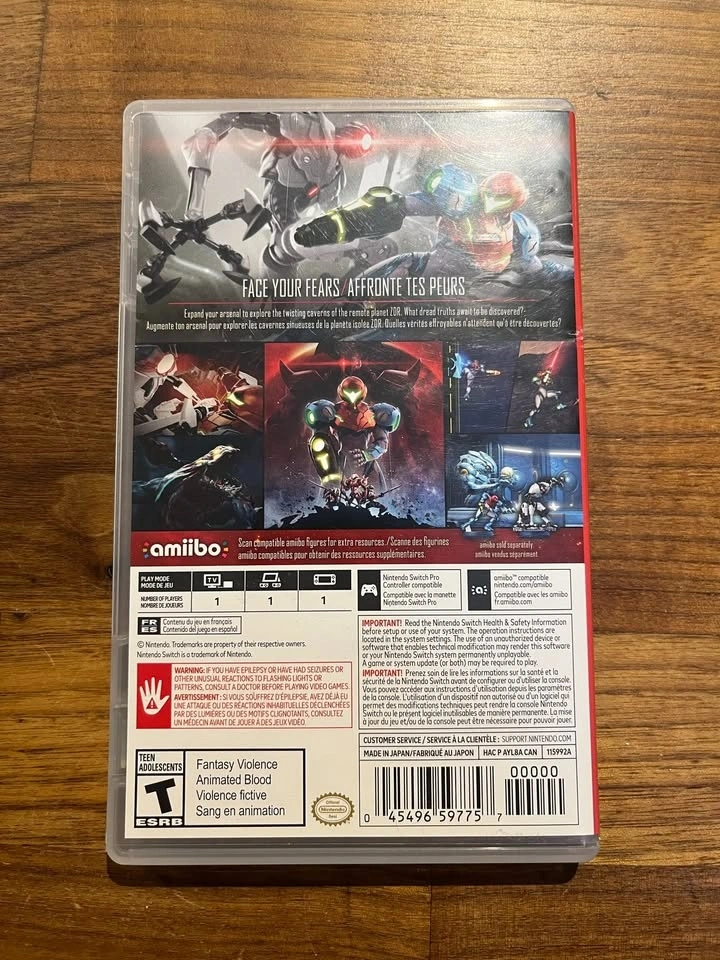 FACE YOUR FEARS / AFFRONTE TES PEURS
Expand your arsenal to explore the twisting caverns of the remote planet ZDR. What dread truths await to be discovered?
Augmente ton arsenal pour explorer les cavernes sinueuses de la planète isolée ZDR. Quelles vérités effroyables n'attendent qu'à être découvertes?
amiibo
Scan compatible amiibo figures for extra resources. / Scanne des figurines
amiibo compatibles pour obtenir des ressources supplémentaires.
amiibo sold separately.
amiibo vendus séparément.
PLAY MODE
MODE DE JEU
TV
NUMBER OF PLAYERS
NOMBRE DE JOUEURS
1
1
1
Nintendo Switch Pro
Controller compatible
Compatible avec la manette
Nintendo Switch Pro
amiibo™ compatible
nintendo.com/amiibo
Compatible avec les amiibo
fr.amiibo.com
FR
ES
Contenu du jeu en français
Contenido del juego en español
© Nintendo. Trademarks are property of their respective owners.
Nintendo Switch is a trademark of Nintendo.
WARNING: IF YOU HAVE EPILEPSY OR HAVE HAD SEIZURES OR
OTHER UNUSUAL REACTIONS TO FLASHING LIGHTS OR
PATTERNS, CONSULT A DOCTOR BEFORE PLAYING VIDEO GAMES.
AVERTISSEMENT : SI VOUS SOUFFREZ D'ÉPILEPSIE, AVEZ DÉJÀ EU
UNE ATTAQUE OU DES RÉACTIONS INHABITUELLES DÉCLENCHÉES
PAR DES LUMIÈRES OU DES MOTIFS CLIGNOTANTS, CONSULTEZ
UN MÉDECIN AVANT DE JOUER À DES JEUX VIDÉO.
IMPORTANT! Read the Nintendo Switch Health & Safety Information
before setup or use of your system. The operation instructions are
located in the system settings. The use of an unauthorized device or
software that enables technical modification may render this software
or your Nintendo Switch system permanently unplayable.
A game or system update (or both) may be required to play.
IMPORTANT! Prenez soin de lire les informations sur la santé et la
sécurité de la Nintendo Switch avant de configurer ou d'utiliser la console.
Vous pouvez accéder aux instructions d'utilisation depuis les paramètres
de la console. L'utilisation d'un dispositif non autorisé ou d'un logiciel qui
permet des modifications techniques peut rendre la console Nintendo
Switch ou le présent logiciel inutilisables de manière permanente. La mise
à jour du jeu et/ou de la console peut être nécessaire pour pouvoir jouer.
CUSTOMER SERVICE / SERVICE À LA CLIENTÈLE : SUPPORT.NINTENDO.COM
MADE IN JAPAN/FABRIQUÉ AU JAPON
HAC P AYL8A CAN
115992A
TEEN
ADOLESCENTS
T
ESRB
Fantasy Violence
Animated Blood
Violence fictive
Sang en animation
Official
Nintendo
Seal
00000
0 45496 59775 7